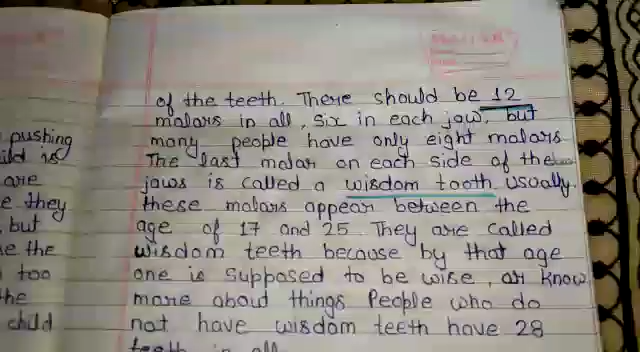 of the teeth. There should be 12
molars in all, six in each jaw, but
pushing many people have only eight molars
The last molar on each side of the
are jaws is called a wisdom tooth. Usually
e they these molars appear between the
but age of 17 and 25. They are called
e the wisdom teeth because by that age
too one is supposed to be wise, or know
the more about things People who do
child not have wisdom teeth have 28
teeth in all